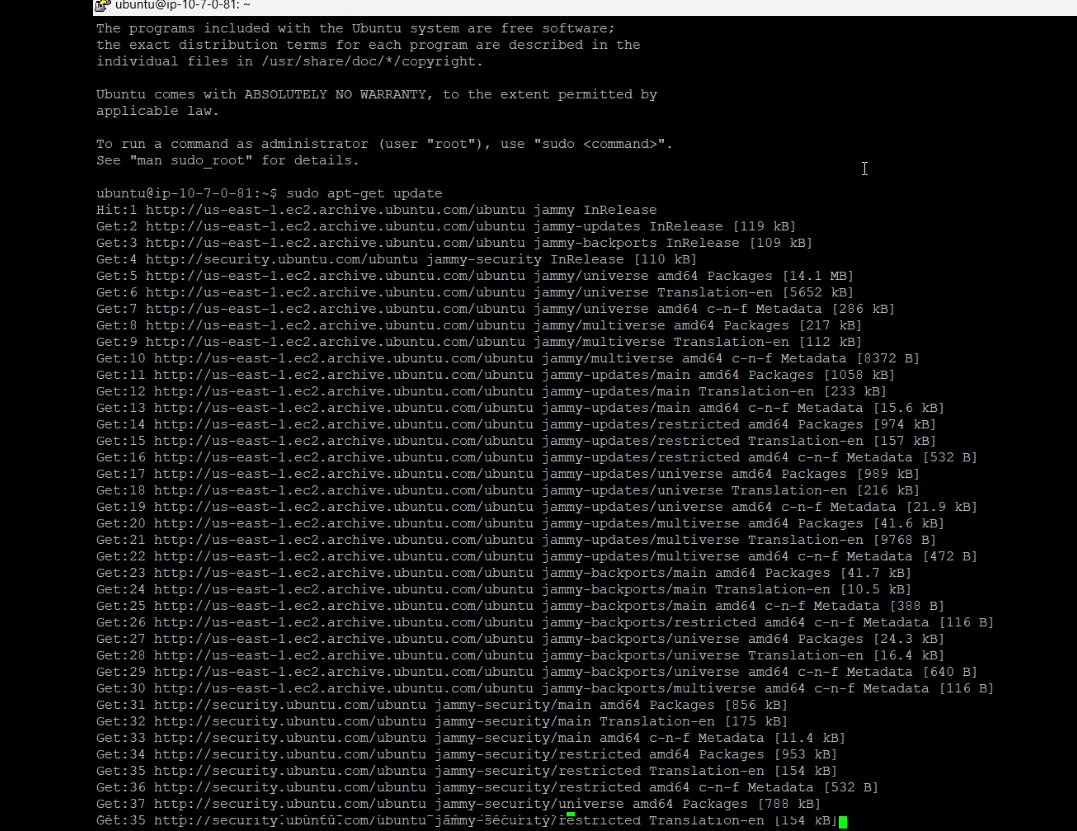 ubuntu@ip-10-7-0-81: ~
The programs included with the Ubuntu system are free software;
the exact distribution terms for each program are described in the
individual files in /usr/share/doc/*/copyright.
Ubuntu comes with ABSOLUTELY NO WARRANTY, to the extent permitted by
applicable law.
To run a command as administrator (user "root"), use "sudo <command>".
See "man sudo_root" for details.
ubuntu@ip-10-7-0-81:~$ sudo apt-get update
Hit:1 http://us-east-1.ec2.archive.ubuntu.com/ubuntu jammy InRelease
Get:2 http://us-east-1.ec2.archive.ubuntu.com/ubuntu jammy-updates InRelease [119 kB]
Get:3 http://us-east-1.ec2.archive.ubuntu.com/ubuntu jammy-backports InRelease [109 kB]
Get:4 http://security.ubuntu.com/ubuntu jammy-security InRelease [110 kB]
Get:5 http://us-east-1.ec2.archive.ubuntu.com/ubuntu jammy/universe amd64 Packages [14.1 MB]
Get:6 http://us-east-1.ec2.archive.ubuntu.com/ubuntu jammy/universe Translation-en [5652 kB]
Get:7 http://us-east-1.ec2.archive.ubuntu.com/ubuntu jammy/universe amd64 c-n-f Metadata [286 kB]
Get:8 http://us-east-1.ec2.archive.ubuntu.com/ubuntu jammy/multiverse amd64 Packages [217 kB]
Get:9 http://us-east-1.ec2.archive.ubuntu.com/ubuntu jammy/multiverse Translation-en [112 kB]
Get:10 http://us-east-1.ec2.archive.ubuntu.com/ubuntu jammy/multiverse amd64 c-n-f Metadata [8372 B]
Get:11 http://us-east-1.ec2.archive.ubuntu.com/ubuntu jammy-updates/main amd64 Packages [1058 kB]
Get:12 http://us-east-1.ec2.archive.ubuntu.com/ubuntu jammy-updates/main Translation-en [233 kB]
Get:13 http://us-east-1.ec2.archive.ubuntu.com/ubuntu jammy-updates/main amd64 c-n-f Metadata [15.6 kB]
Get:14 http://us-east-1.ec2.archive.ubuntu.com/ubuntu jammy-updates/restricted amd64 Packages [974 kB]
Get:15 http://us-east-1.ec2.archive.ubuntu.com/ubuntu jammy-updates/restricted Translation-en [157 kB]
Get:16 http://us-east-1.ec2.archive.ubuntu.com/ubuntu jammy-updates/restricted amd64 c-n-f Metadata [532 B]
Get:17 http://us-east-1.ec2.archive.ubuntu.com/ubuntu jammy-updates/universe amd64 Packages [989 kB]
Get:18 http://us-east-1.ec2.archive.ubuntu.com/ubuntu jammy-updates/universe Translation-en [216 kB]
Get:19 http://us-east-1.ec2.archive.ubuntu.com/ubuntu jammy-updates/universe amd64 c-n-f Metadata [21.9 kB]
Get:20 http://us-east-1.ec2.archive.ubuntu.com/ubuntu jammy-updates/multiverse amd64 Packages [41.6 kB]
Get:21 http://us-east-1.ec2.archive.ubuntu.com/ubuntu jammy-updates/multiverse Translation-en [9768 B]
Get:22 http://us-east-1.ec2.archive.ubuntu.com/ubuntu jammy-updates/multiverse amd64 c-n-f Metadata [472 B]
Get:23 http://us-east-1.ec2.archive.ubuntu.com/ubuntu jammy-backports/main amd64 Packages [41.7 kB]
Get:24 http://us-east-1.ec2.archive.ubuntu.com/ubuntu jammy-backports/main Translation-en [10.5 kB]
Get:25 http://us-east-1.ec2.archive.ubuntu.com/ubuntu jammy-backports/main amd64 c-n-f Metadata [388 B]
Get:26 http://us-east-1.ec2.archive.ubuntu.com/ubuntu jammy-backports/restricted amd64 c-n-f Metadata [116 B]
Get:27 http://us-east-1.ec2.archive.ubuntu.com/ubuntu jammy-backports/universe amd64 Packages [24.3 kB]
Get:28 http://us-east-1.ec2.archive.ubuntu.com/ubuntu jammy-backports/universe Translation-en [16.4 kB]
Get:29 http://us-east-1.ec2.archive.ubuntu.com/ubuntu jammy-backports/universe amd64 c-n-f Metadata [640 B]
Get:30 http://us-east-1.ec2.archive.ubuntu.com/ubuntu jammy-backports/multiverse amd64 c-n-f Metadata [116 B]
Get:31 http://security.ubuntu.com/ubuntu jammy-security/main amd64 Packages [856 kB]
Get:32 http://security.ubuntu.com/ubuntu jammy-security/main Translation-en [175 kB]
Get:33 http://security.ubuntu.com/ubuntu jammy-security/main amd64 c-n-f Metadata [11.4 kB]
Get:34 http://security.ubuntu.com/ubuntu jammy-security/restricted amd64 Packages [953 kB]
Get:35 http://security.ubuntu.com/ubuntu jammy-security/restricted Translation-en [154 kB]
Get:36 http://security.ubuntu.com/ubuntu jammy-security/restricted amd64 c-n-f Metadata [532 B]
Get:37 http://security.ubuntu.com/ubuntu jammy-security/universe amd64 Packages [788 kB]
Get:35 http://security.ubuntu.com/ubuntu jammy-security/restricted Translation-en [154 kB]